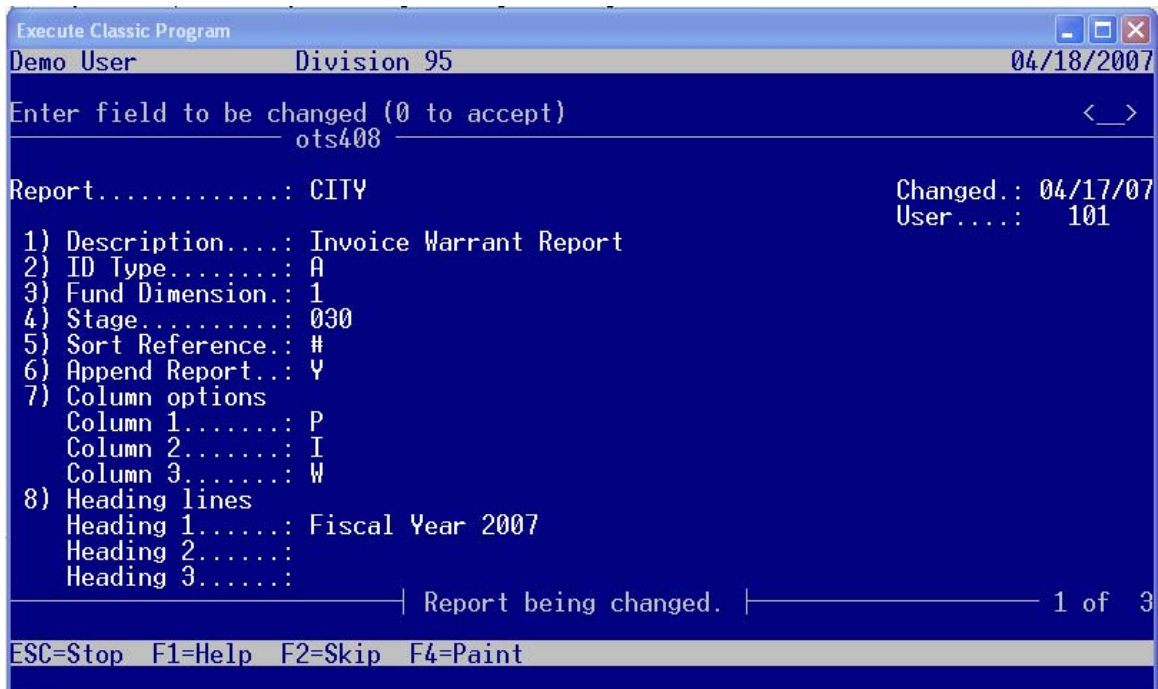 Execute Classic Program
Demo User Division 95 04/18/2007
Enter field to be changed (0 to accept) <__>
ots408
Report..............: CITY Changed.: 04/17/07
User....: 101
1) Description....: Invoice Warrant Report
2) ID Type........: A
3) Fund Dimension.: 1
4) Stage..........: 030
5) Sort Reference.: #
6) Append Report..: Y
7) Column options
Column 1.......: P
Column 2.......: I
Column 3.......: W
8) Heading lines
Heading 1......: Fiscal Year 2007
Heading 2......:
Heading 3......:
Report being changed. 1 of 3
ESC=Stop F1=Help F2=Skip F4=Paint